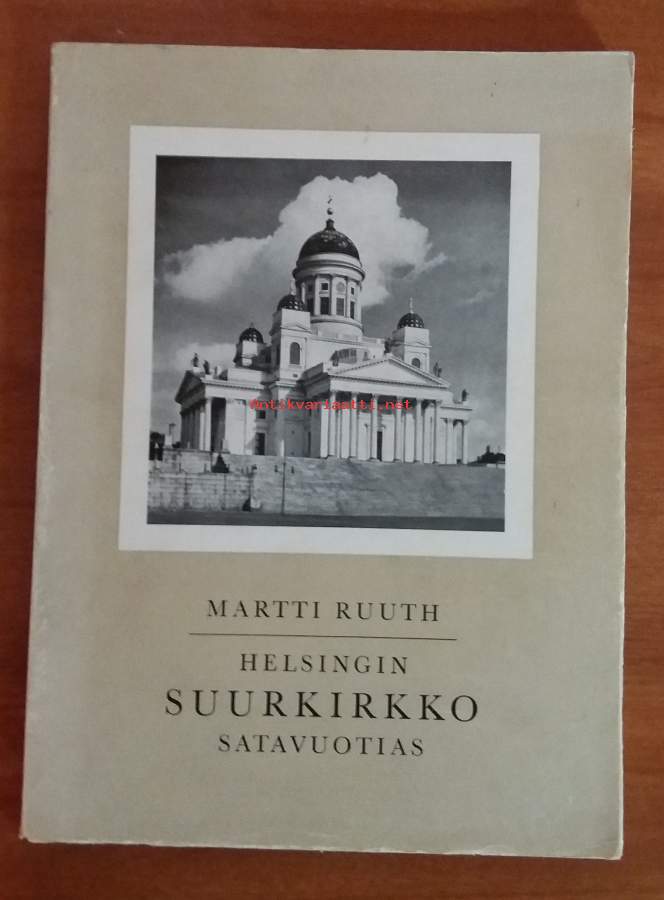 Antikvariaatti.net
MARTTI RUUTH
HELSINGIN
SUURKIRKKO
SATAVUOTIAS